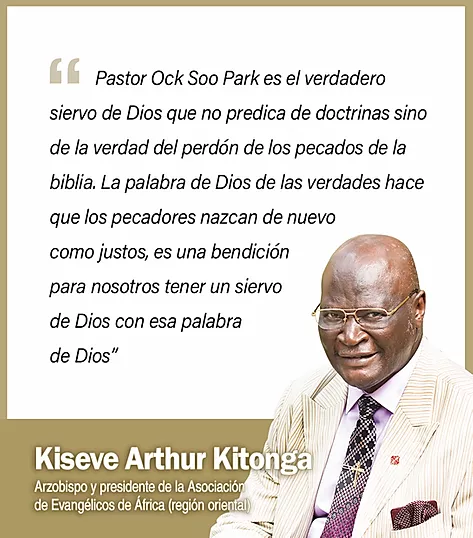 “ Pastor Ock Soo Park es el verdadero
siervo de Dios que no predica de doctrinas sino
de la verdad del perdón de los pecados de la
biblia. La palabra de Dios de las verdades hace
que los pecadores nazcan de nuevo
como justos, es una bendición
para nosotros tener un siervo
de Dios con esa palabra
de Dios”
Kiseve Arthur Kitonga
Arzobispo y presidente de la Asociación
de Evangélicos de África (región oriental)